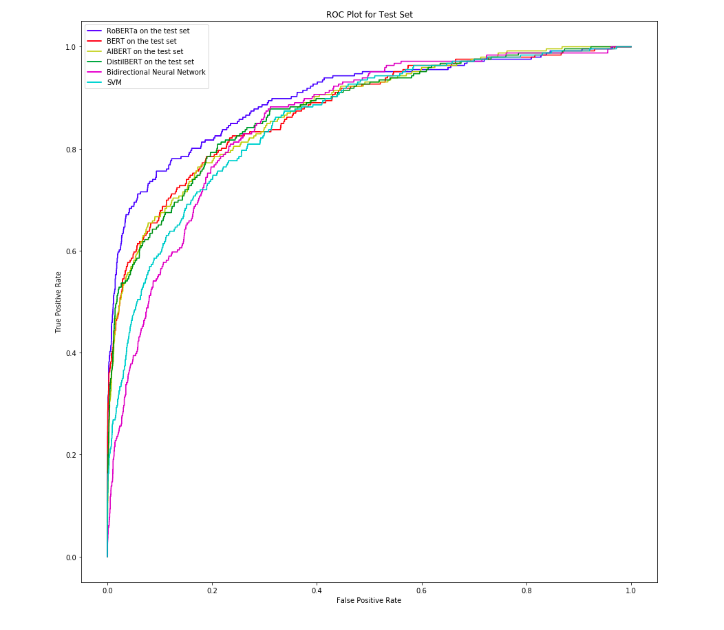 ROC Plot for Test Set
RoBERTa on the test set
BERT on the test set
AlBERT on the test set
DistilBERT on the test set
Bidirectional Neural Network
SVM
1.0
0.8
0.6
0.4
0.2
0.0
True Positive Rate
0.0 0.2 0.4 0.6 0.8 1.0
False Positive Rate